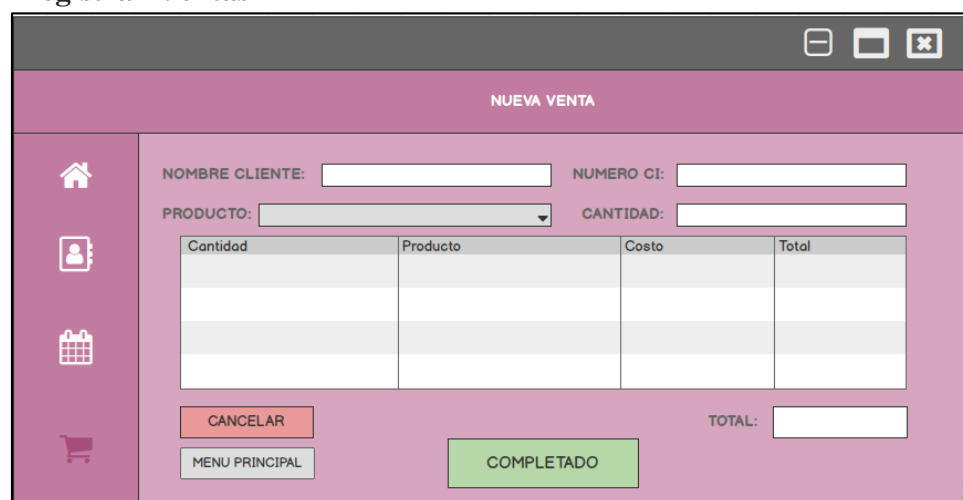 NUEVA VENTA
NOMBRE CLIENTE: NUMERO CI:
PRODUCTO: CANTIDAD:
Cantidad Producto Costo Total
CANCELAR TOTAL:
MENU PRINCIPAL COMPLETADO